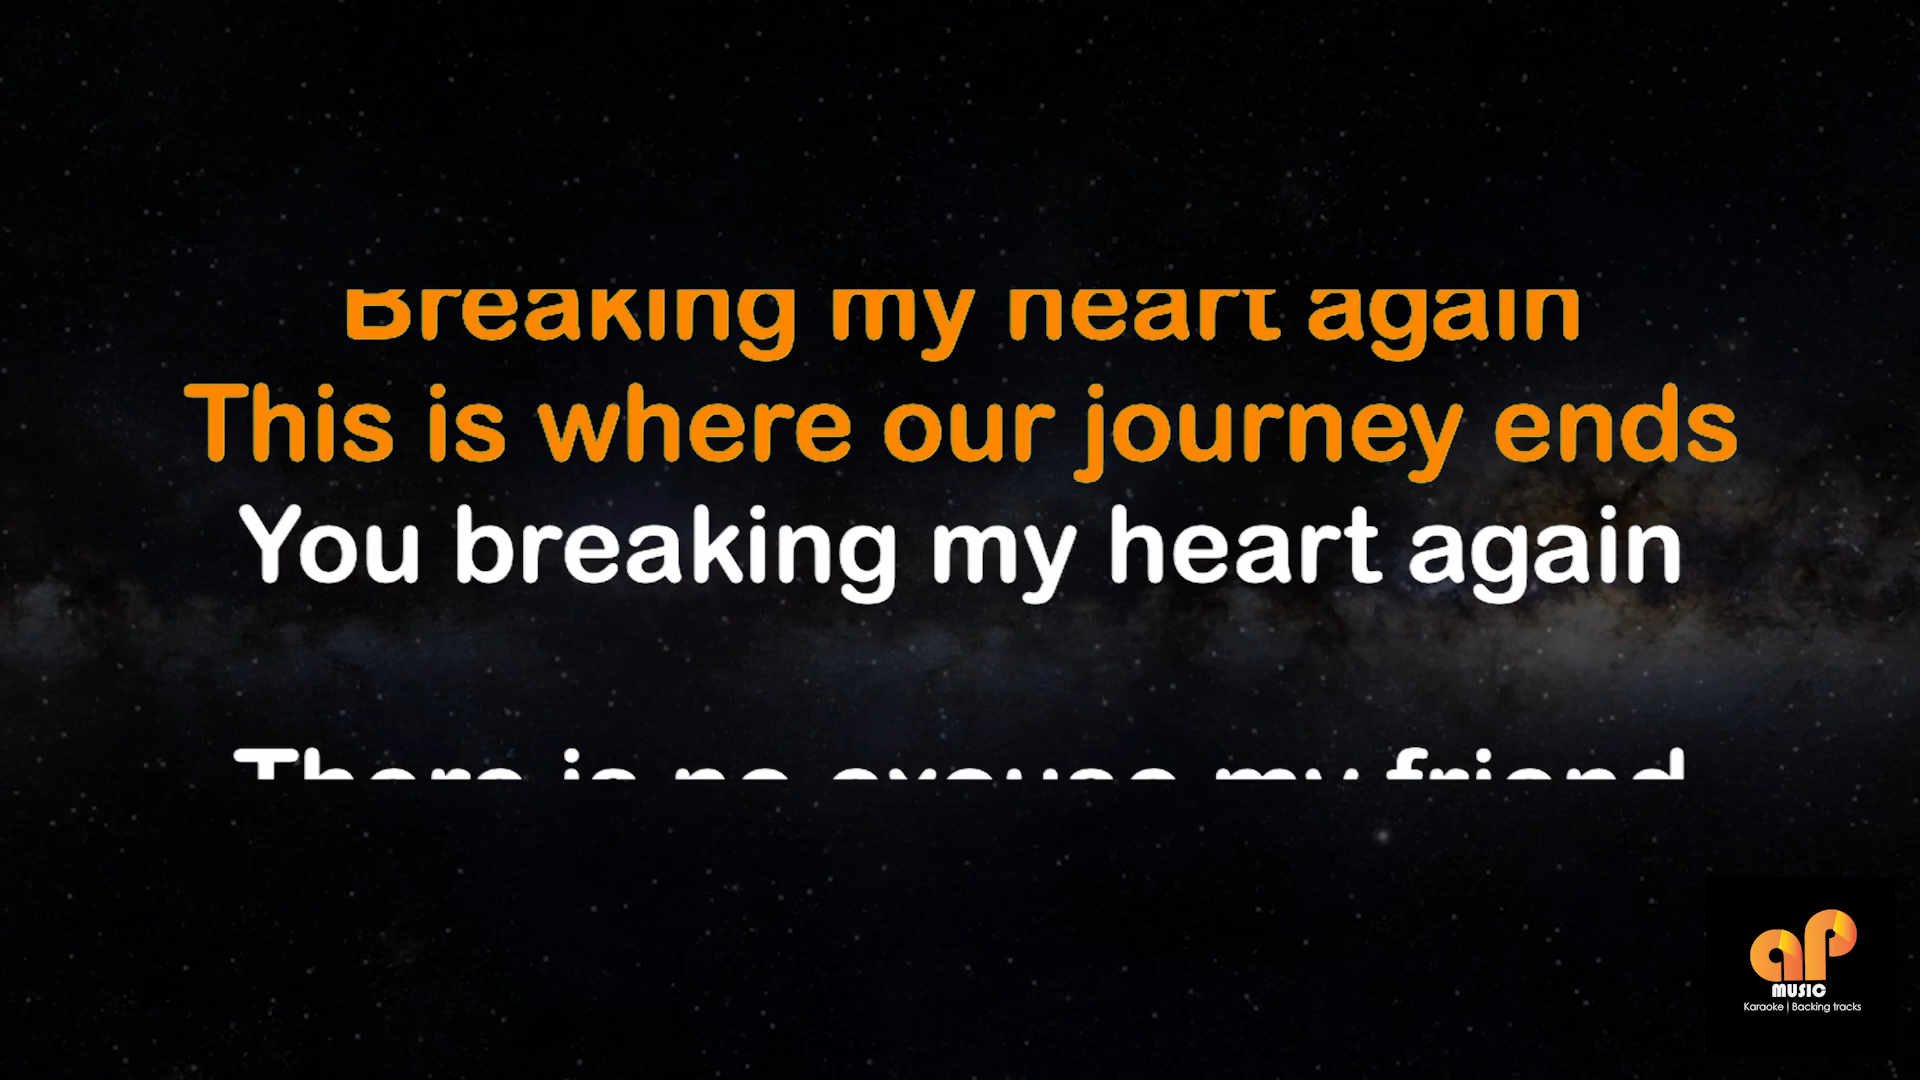 Breaking my heart again
This is where our journey ends
You breaking my heart again
There is no excuse my friend
ap
MUSIC
Karaoke | Backing tracks